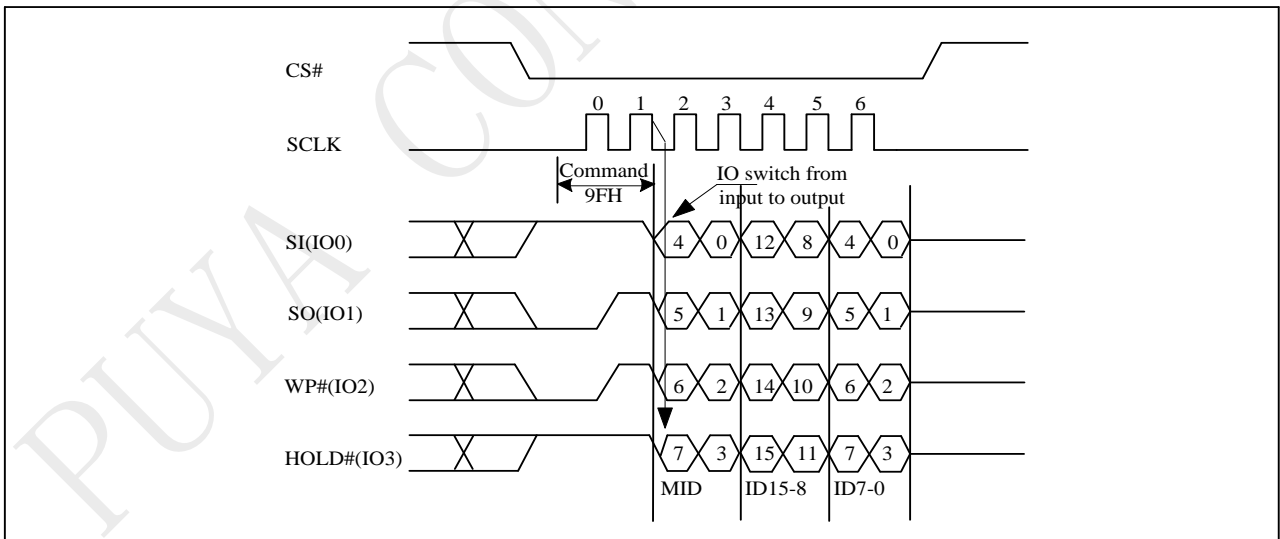 PUYA CON
CS#
0 1 2 3 4 5 6
SCLK
Command
9FH
IO switch from
input to output
SI(IO0)
4 0 12 8 4 0
SO(IO1)
5 1 13 9 5 1
WP#(IO2)
6 2 14 10 6 2
HOLD#(IO3)
7 3 15 11 7 3
MID ID15-8 ID7-0